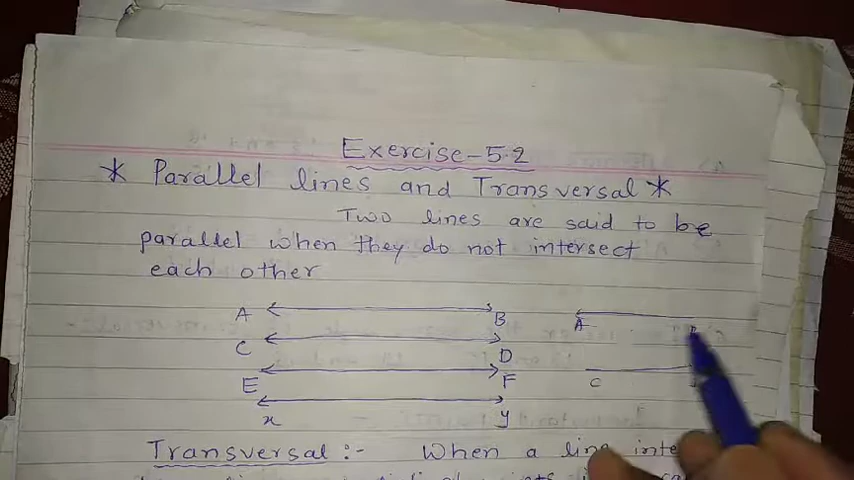 Exercise-5.2
* Parallel lines and Transversal *
Two lines are said to be
parallel when they do not intersect
each other
A B A
C D
E F C
x y
Transversal :- When a line